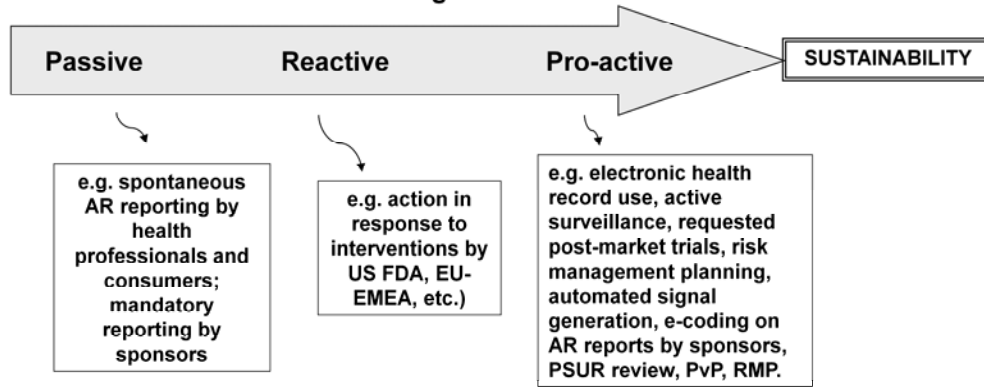 Passive
Reactive
Pro-active
SUSTAINABILITY
e.g. spontaneous
AR reporting by
health
professionals and
consumers;
mandatory
reporting by
sponsors
e.g. action in
response to
interventions by
US FDA, EU-
EMEA, etc.)
e.g. electronic health
record use, active
surveillance, requested
post-market trials, risk
management planning,
automated signal
generation, e-coding on
AR reports by sponsors,
PSUR review, PvP, RMP.